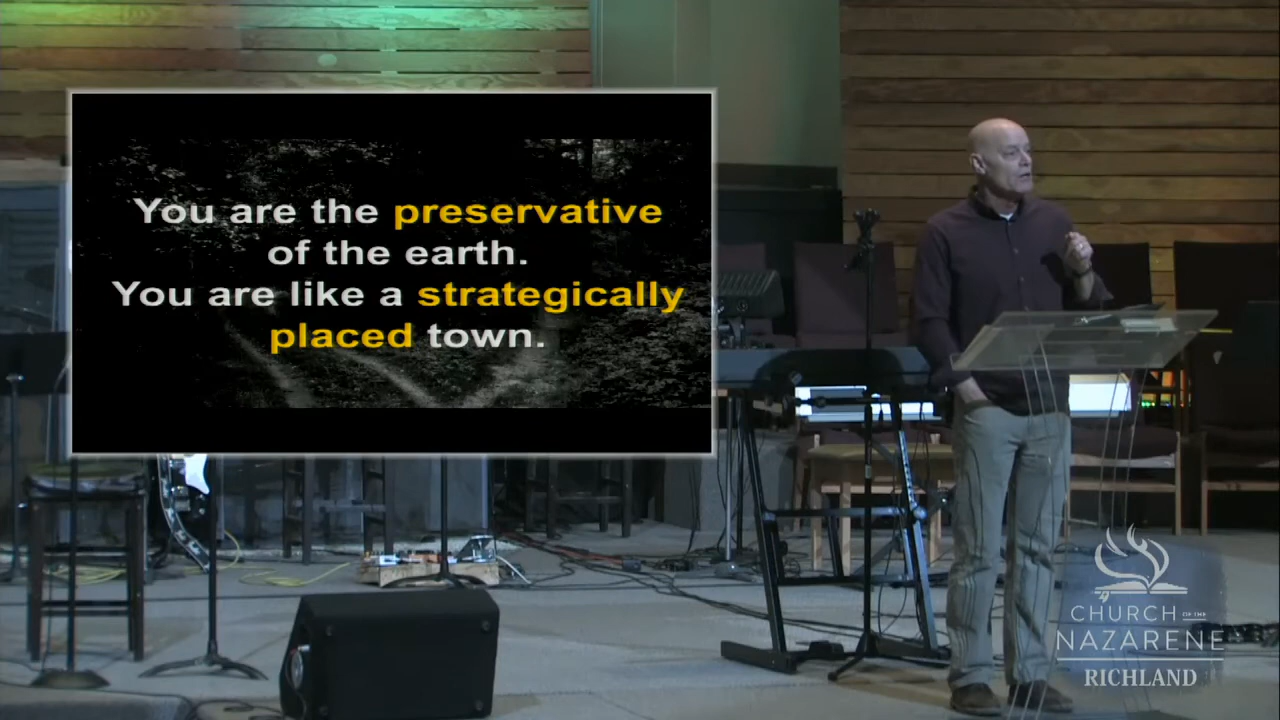 You are the preservative
of the earth.
You are like a strategically
placed town.
CHURCH OF THE
NAZARENE
RICHLAND